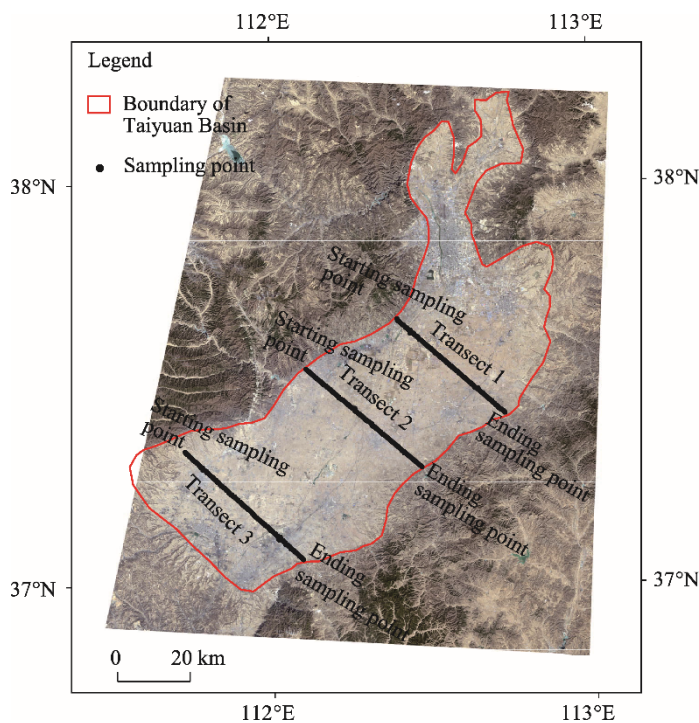 112°E 113°E
Legend
Boundary of
Taiyuan Basin
Sampling point
38°N 38°N
Starting sampling
point
Transect 1
Ending
sampling point
Starting sampling
point
Transect 2
Ending
sampling point
Starting sampling
point
Transect 3
Ending
sampling point
37°N 37°N
0 20 km
112°E 113°E